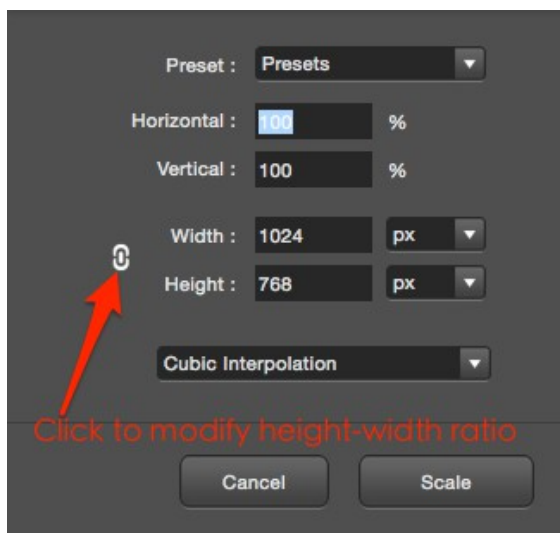 Preset : Presets
Horizontal : 100 %
Vertical : 100 %
Width : 1024 px
Height : 768 px
Cubic Interpolation
Click to modify height-width ratio
Cancel Scale